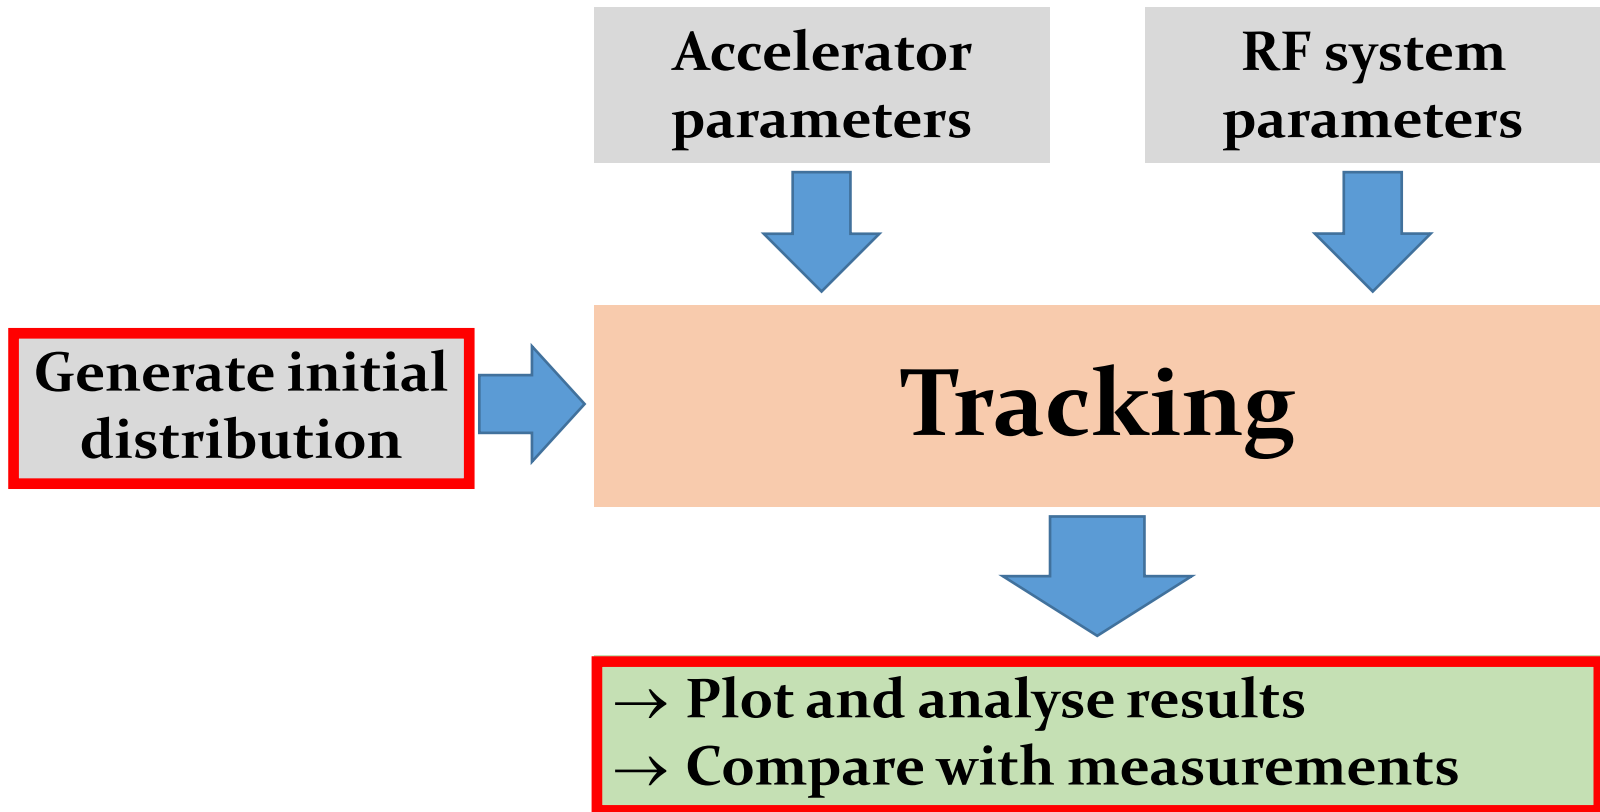 Accelerator
parameters
RF system
parameters
Generate initial
distribution
Tracking
→ Plot and analyse results
→ Compare with measurements